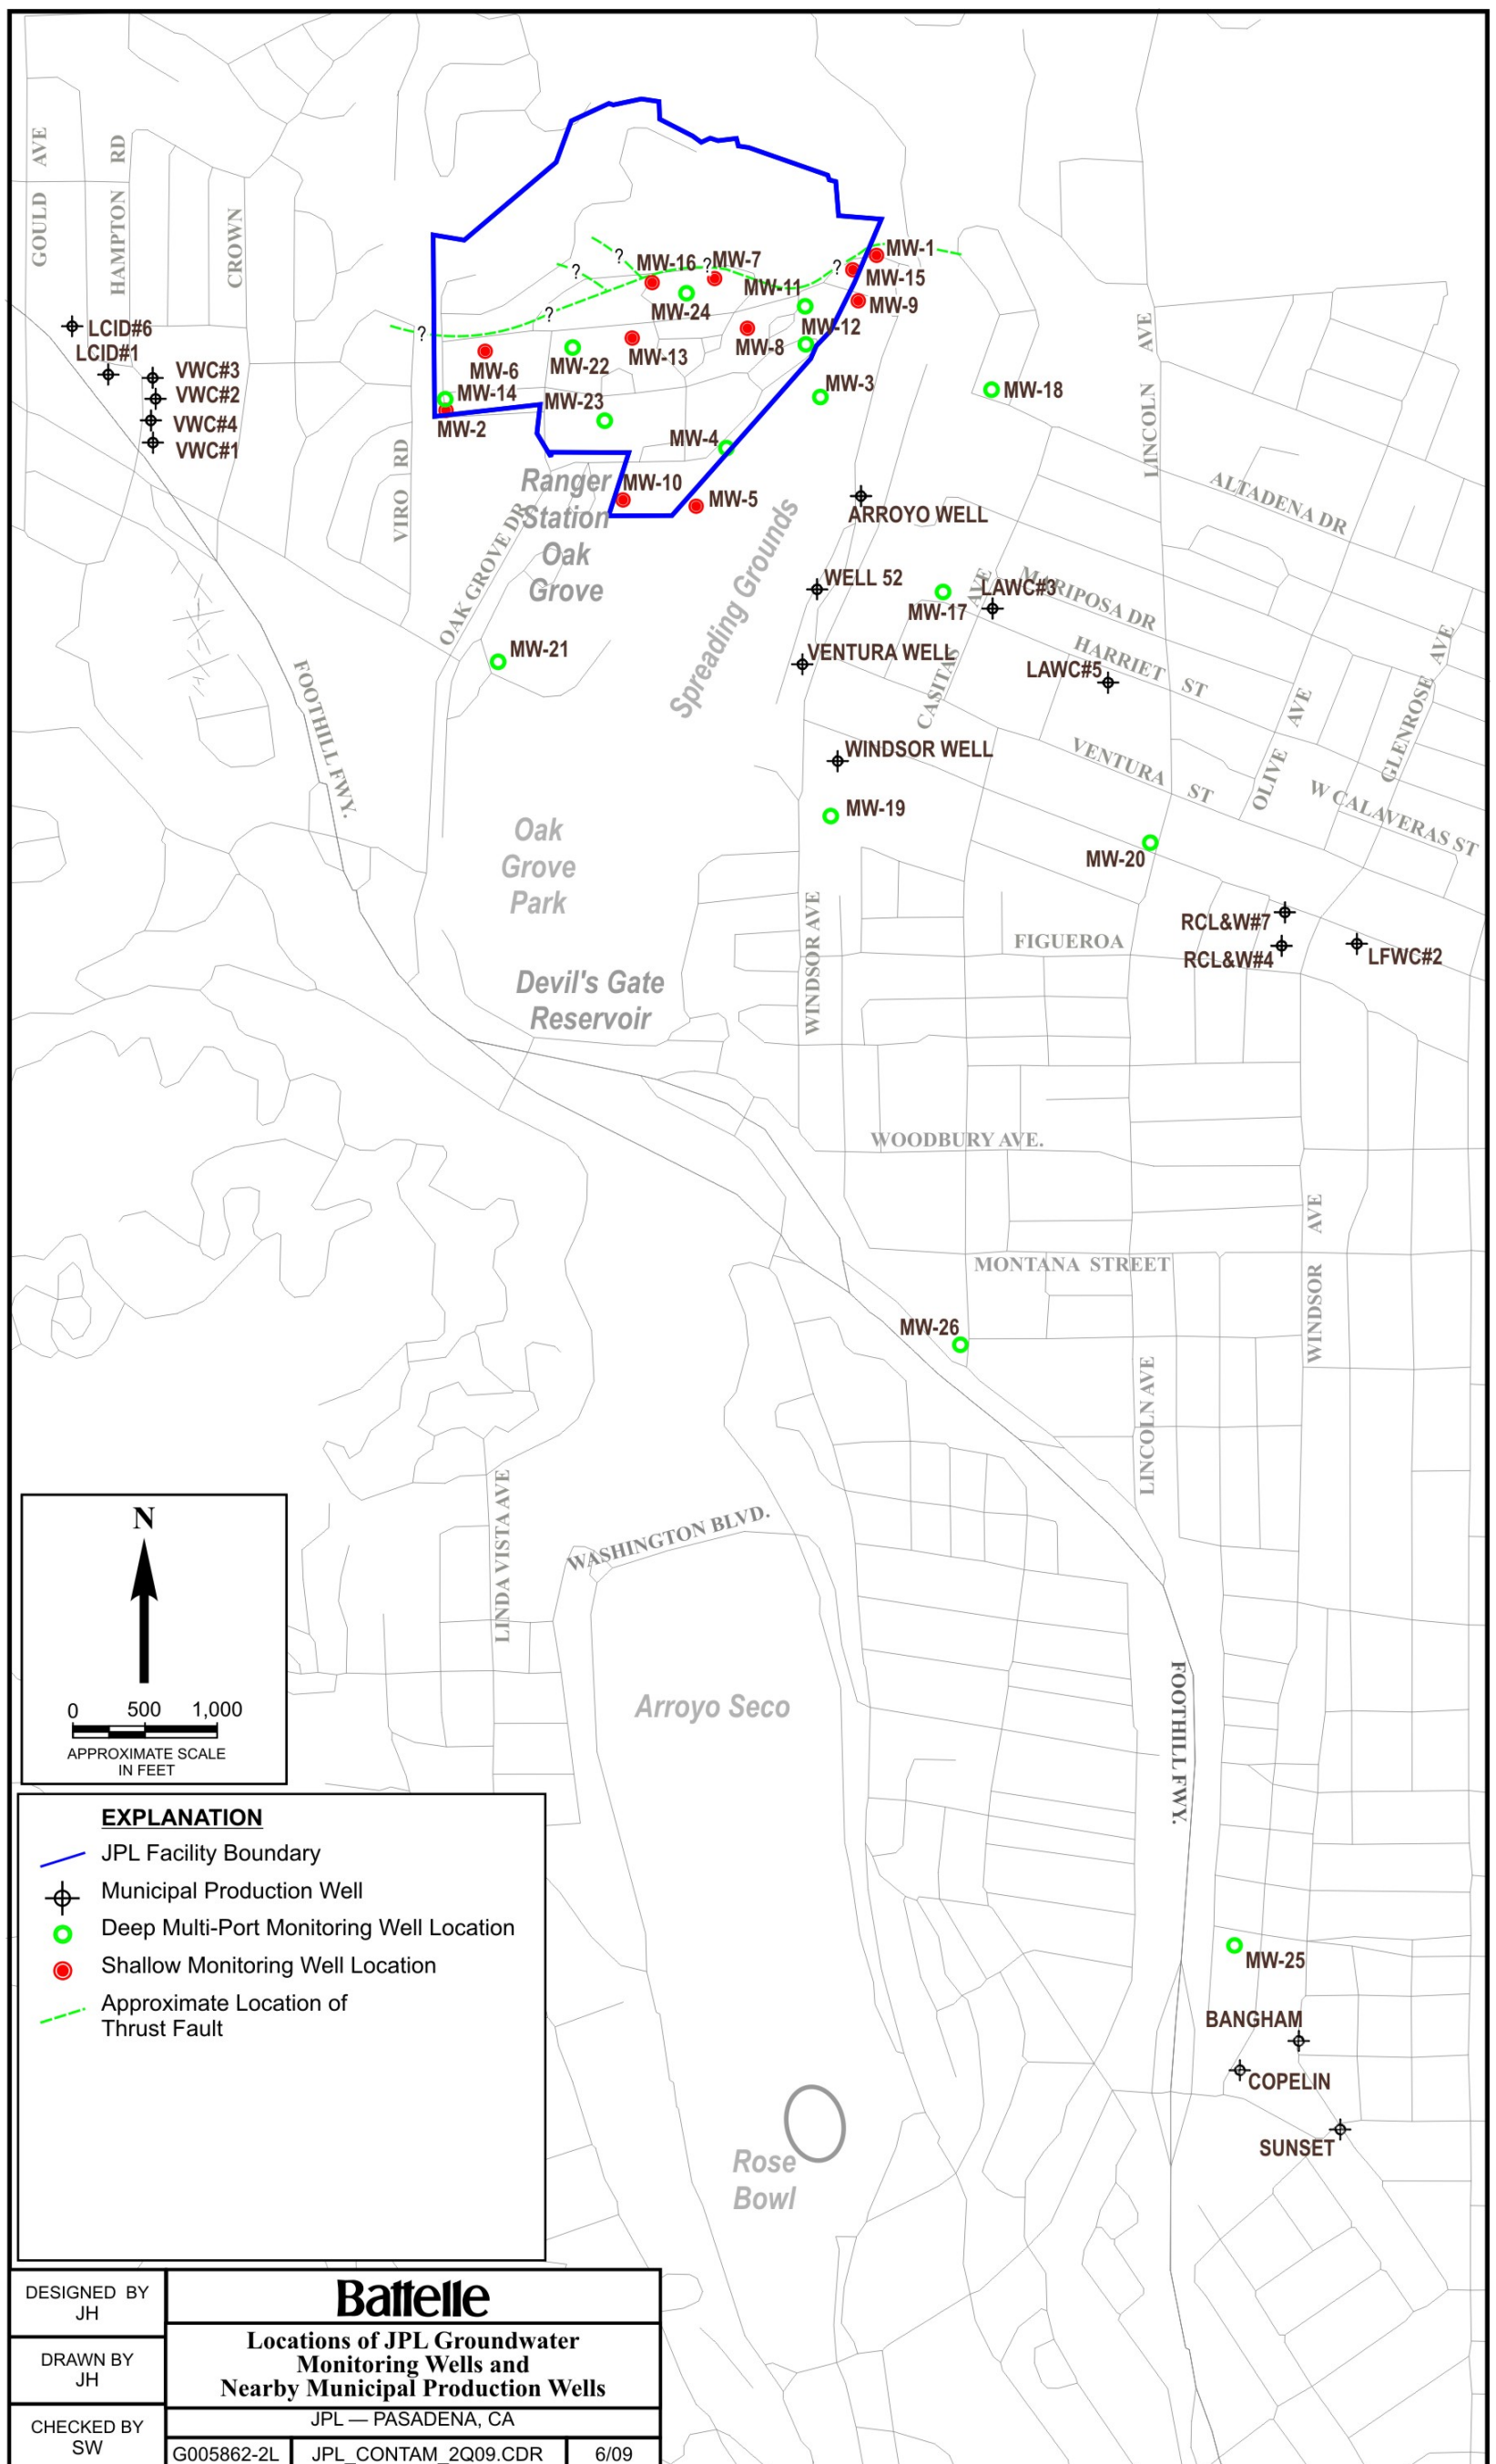 GOULD AVE
HAMPTON RD
CROWN
LCID#6
LCID#1
VWC#3
VWC#2
VWC#4
VWC#1
VIRO RD
FOOTHILL FWY.
OAK GROVE DR
?
?
?
?
?
?
MW-16
MW-7
MW-1
MW-15
MW-11
MW-9
MW-24
MW-12
MW-8
MW-13
MW-22
MW-6
MW-14
MW-23
MW-2
MW-3
MW-18
MW-4
MW-10
MW-5
Ranger
Station
Oak
Grove
Spreading Grounds
LINCOLN AVE
ALTADENA DR
ARROYO WELL
WELL 52
MW-17
LAWC#3
MARIPOSA DR
HARRIET ST
CASITAS AVE
VENTURA WELL
LAWC#5
MW-21
WINDSOR WELL
VENTURA ST
OLIVE AVE
GLENROSE AVE
W CALAVERAS ST
MW-19
MW-20
Oak
Grove
Park
WINDSOR AVE
FIGUEROA
RCL&W#7
RCL&W#4
LFWC#2
Devil's Gate
Reservoir
WOODBURY AVE.
MONTANA STREET
WINDSOR AVE
MW-26
LINCOLN AVE
LINDA VISTA AVE
WASHINGTON BLVD.
Arroyo Seco
FOOTHILL FWY.
MW-25
BANGHAM
COPELIN
SUNSET
Rose
Bowl
N
0 500 1,000
APPROXIMATE SCALE
IN FEET
EXPLANATION
JPL Facility Boundary
Municipal Production Well
Deep Multi-Port Monitoring Well Location
Shallow Monitoring Well Location
Approximate Location of
Thrust Fault
DESIGNED BY
JH
DRAWN BY
JH
CHECKED BY
SW
Battelle
Locations of JPL Groundwater
Monitoring Wells and
Nearby Municipal Production Wells
JPL — PASADENA, CA
G005862-2L JPL_CONTAM_2Q09.CDR 6/09